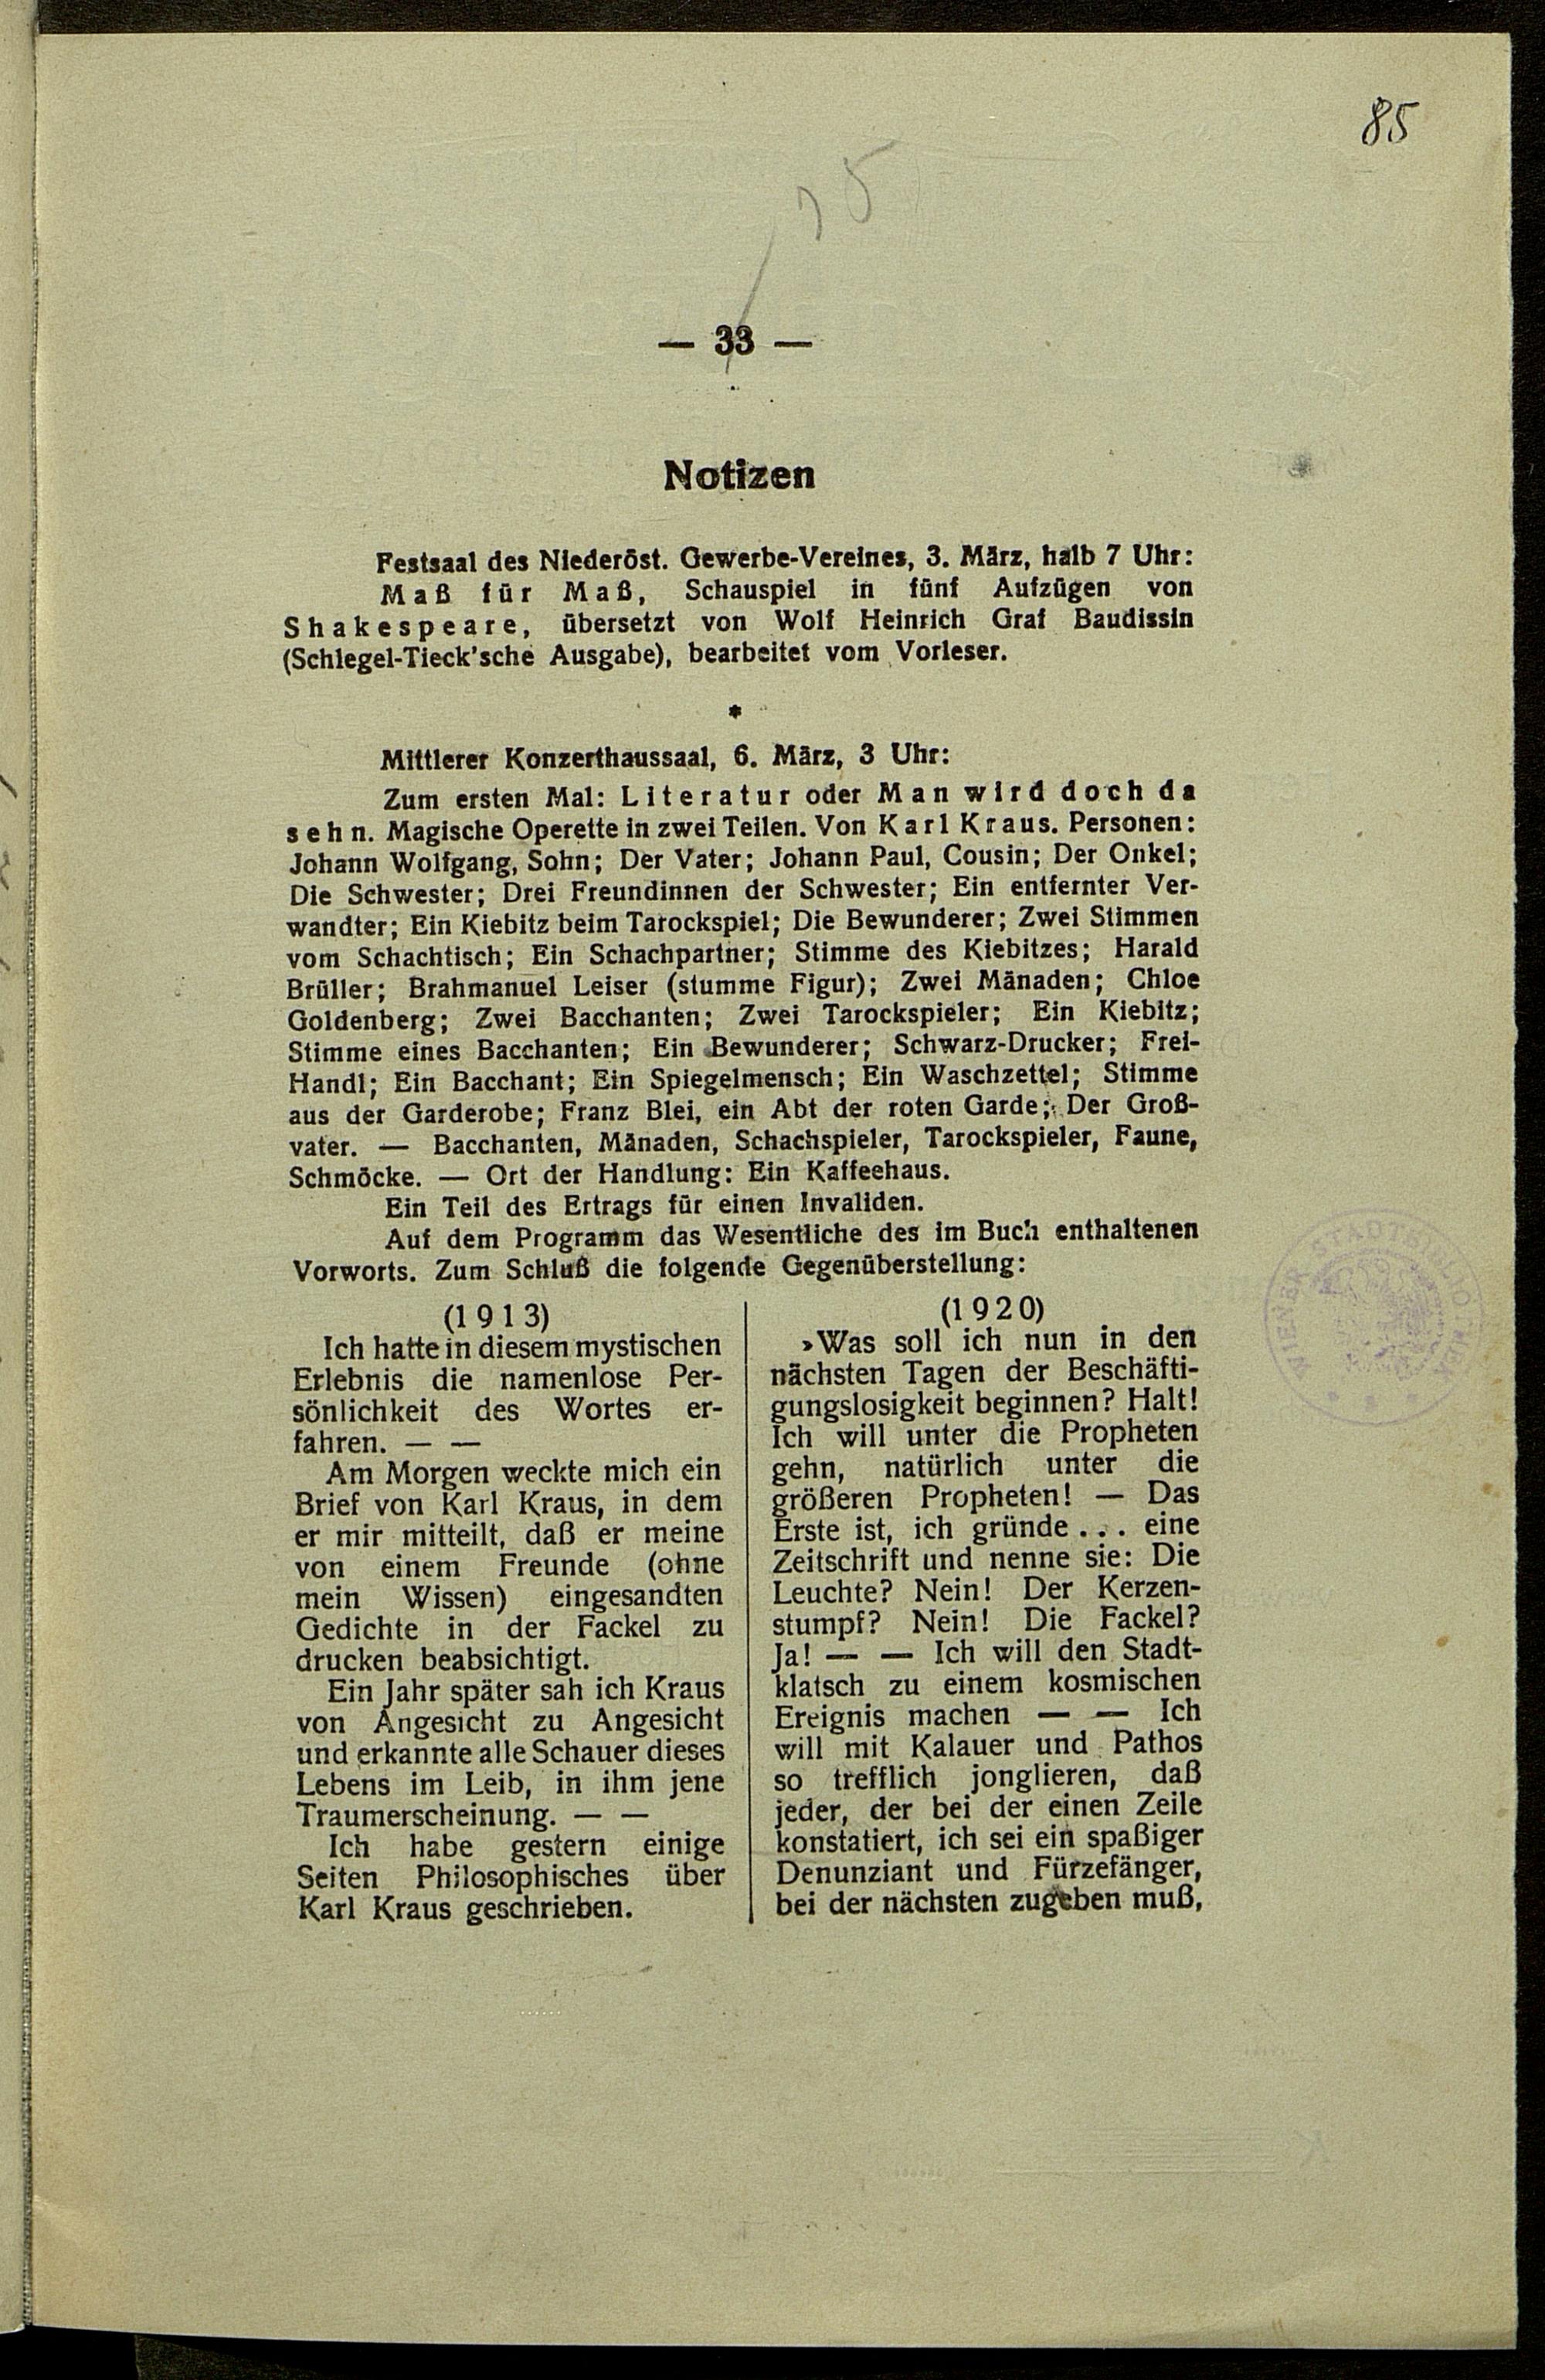 85
— 33 —
Notizen
Festsaal des Niederöst. Gewerbe-Vereines, 3. März, halb 7 Uhr:
Maß für Maß, Schauspiel in fünf Aufzügen von
Shakespeare, übersetzt von Wolf Heinrich Graf Baudissin
(Schlegel-Tieck'sche Ausgabe), bearbeitet vom Vorleser.
*
Mittlerer Konzerthaussaal, 6. März, 3 Uhr:
Zum ersten Mal: Literatur oder Man wird doch da
sehn. Magische Operette in zwei Teilen. Von Karl Kraus. Personen:
Johann Wolfgang, Sohn; Der Vater; Johann Paul, Cousin; Der Onkel;
Die Schwester; Drei Freundinnen der Schwester; Ein entfernter Ver-
wandter; Ein Kiebitz beim Tarockspiel; Die Bewunderer; Zwei Stimmen
vom Schachtisch; Ein Schachpartner; Stimme des Kiebitzes; Harald
Brüller; Brahmanuel Leiser (stumme Figur); Zwei Mänaden; Chloe
Goldenberg; Zwei Bacchanten; Zwei Tarockspieler; Ein Kiebitz;
Stimme eines Bacchanten; Ein Bewunderer; Schwarz-Drucker; Frei-
Handl; Ein Bacchant; Ein Spiegelmensch; Ein Waschzettel; Stimme
aus der Garderobe; Franz Blei, ein Abt der roten Garde; Der Groß-
vater. — Bacchanten, Mänaden, Schachspieler, Tarockspieler, Faune,
Schmöcke. — Ort der Handlung: Ein Kaffeehaus.
Ein Teil des Ertrags für einen Invaliden.
Auf dem Programm das Wesentliche des im Buch enthaltenen
Vorworts. Zum Schluß die folgende Gegenüberstellung:
(1913)
Ich hatte in diesem mystischen
Erlebnis die namenlose Per-
sönlichkeit des Wortes er-
fahren. — —
Am Morgen weckte mich ein
Brief von Karl Kraus, in dem
er mir mitteilt, daß er meine
von einem Freunde (ohne
mein Wissen) eingesandten
Gedichte in der Fackel zu
drucken beabsichtigt.
Ein Jahr später sah ich Kraus
von Angesicht zu Angesicht
und erkannte alle Schauer dieses
Lebens im Leib, in ihm jene
Traumerscheinung. — —
Ich habe gestern einige
Seiten Philosophisches über
Karl Kraus geschrieben.
(1920)
»Was soll ich nun in den
nächsten Tagen der Beschäfti-
gungslosigkeit beginnen? Halt!
Ich will unter die Propheten
gehn, natürlich unter die
größeren Propheten! — Das
Erste ist, ich gründe... eine
Zeitschrift und nenne sie: Die
Leuchte? Nein! Der Kerzen-
stumpf? Nein! Die Fackel?
Ja! — — Ich will den Stadt-
klatsch zu einem kosmischen
Ereignis machen — — Ich
will mit Kalauer und Pathos
so trefflich jonglieren, daß
jeder, der bei der einen Zeile
konstatiert, ich sei ein spaßiger
Denunziant und Fürzefänger,
bei der nächsten zugeben muß,